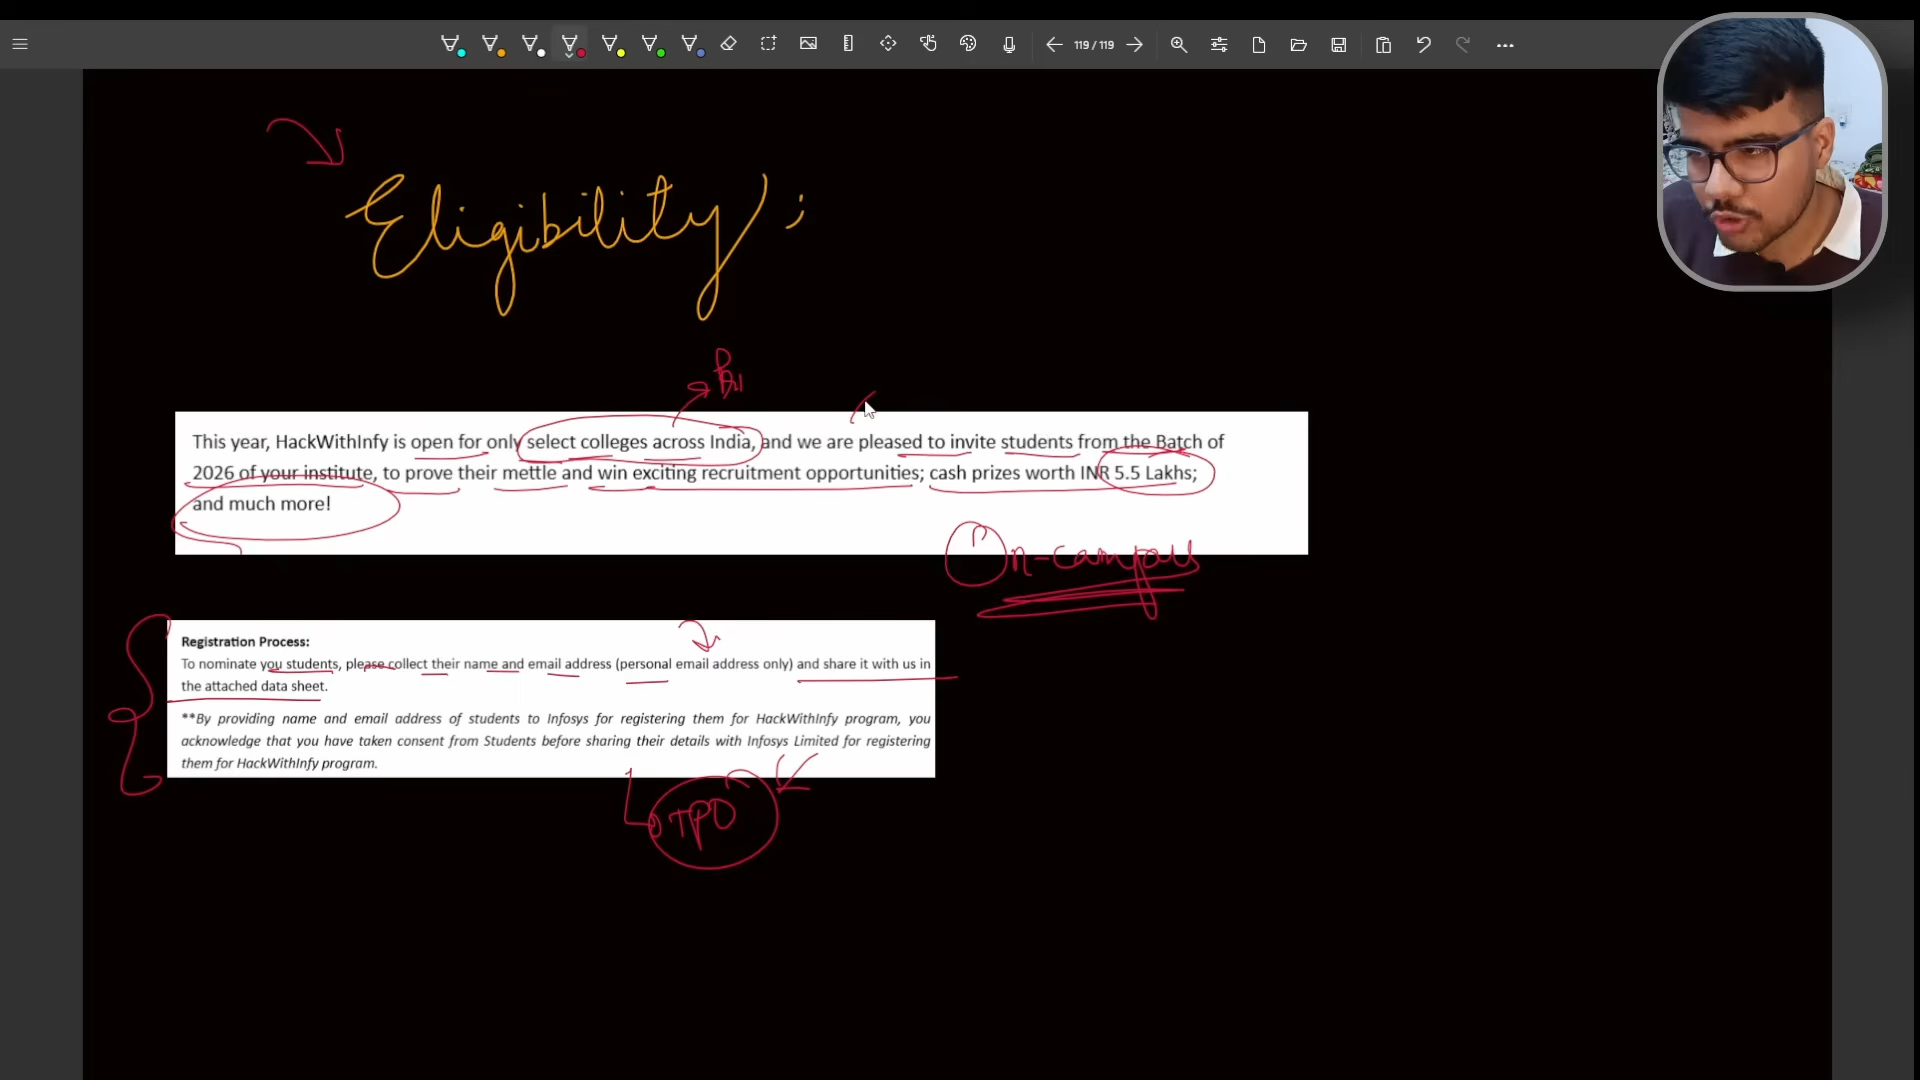 119 / 119
Eligibility ;
This year, HackWithInfy is open for only select colleges across India, and we are pleased to invite students from the Batch of
2026 of your institute, to prove their mettle and win exciting recruitment opportunities; cash prizes worth INR 5.5 Lakhs;
and much more!
On-campus
Registration Process:
To nominate you students, please collect their name and email address (personal email address only) and share it with us in
the attached data sheet.
**By providing name and email address of students to Infosys for registering them for HackWithInfy program, you
acknowledge that you have taken consent from Students before sharing their details with Infosys Limited for registering
them for HackWithInfy program.
TPO